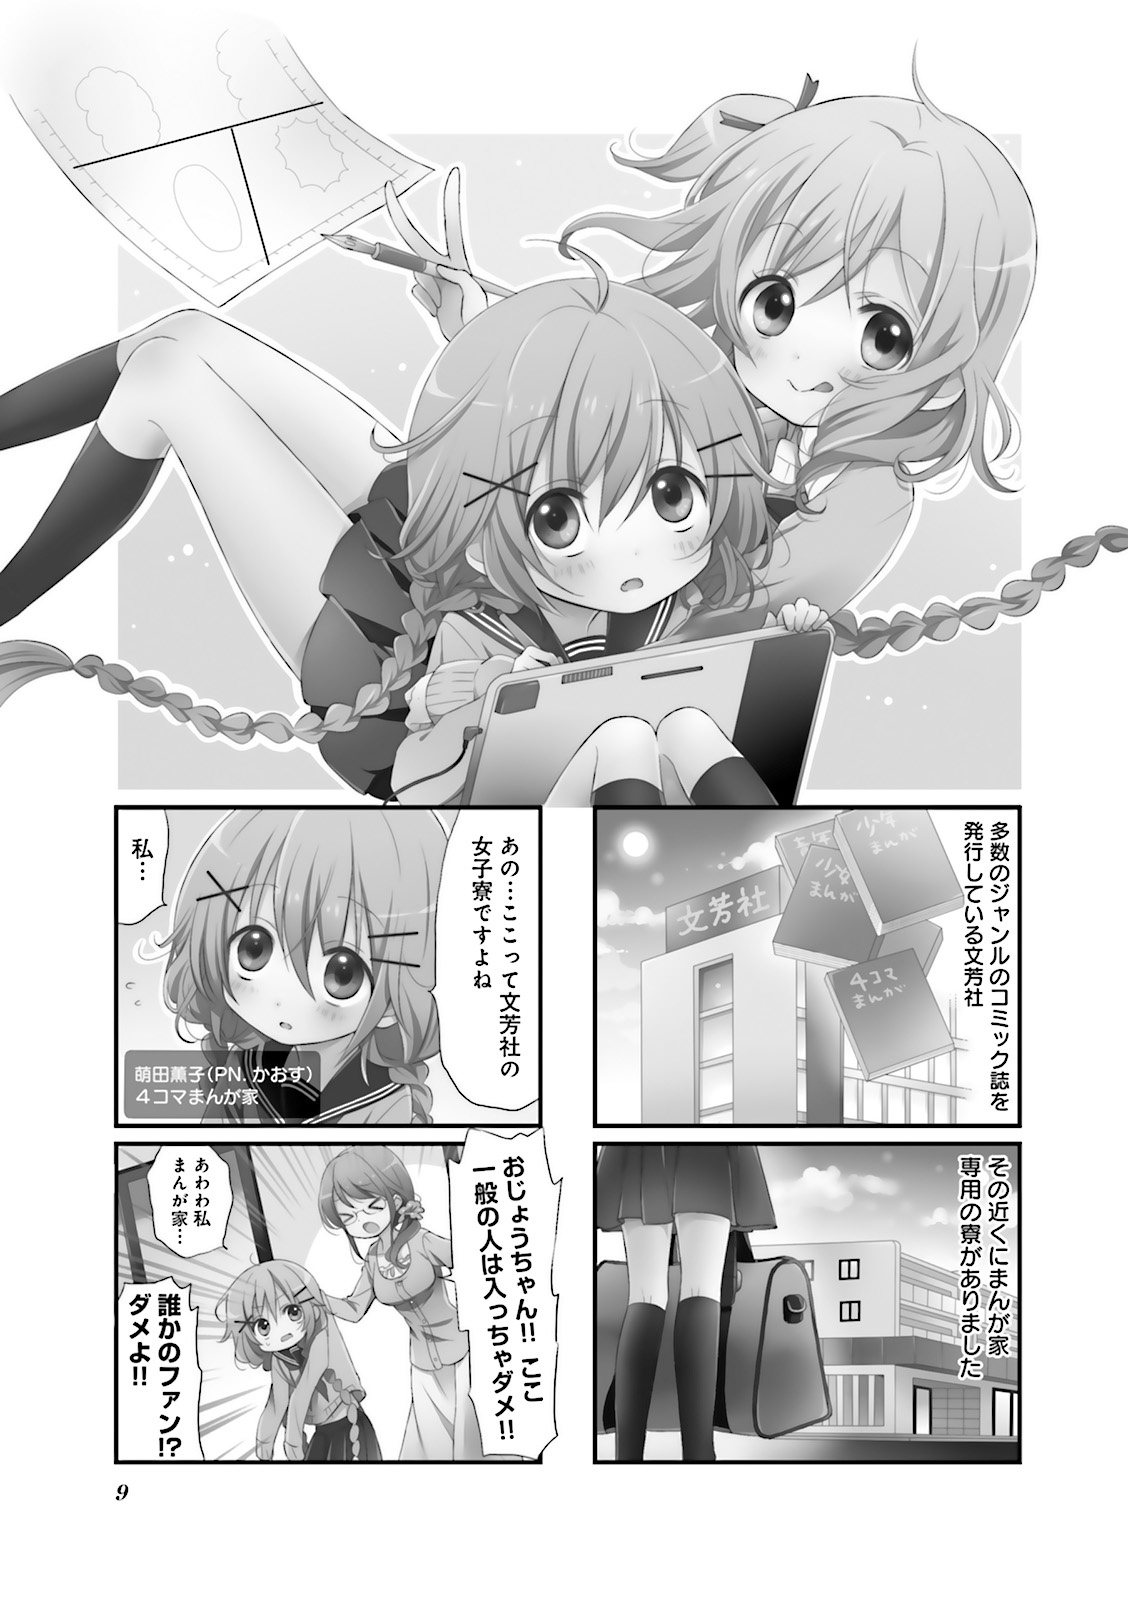 多数のジャンルのコミック誌を
発行している文芳社
少年
まんが
青年
少女
まんが
4コマ
まんが
文芳社
その近くにまんが家
専用の寮がありました
あの…ここって文芳社の
女子寮ですよね
私…
萌田薫子(PN.かおす)
4コマまんが家
おじょうちゃん!!ここ
一般の人は入っちゃダメ!!
あわわ私
まんが家…
誰かのファン!?
ダメよ!!
9